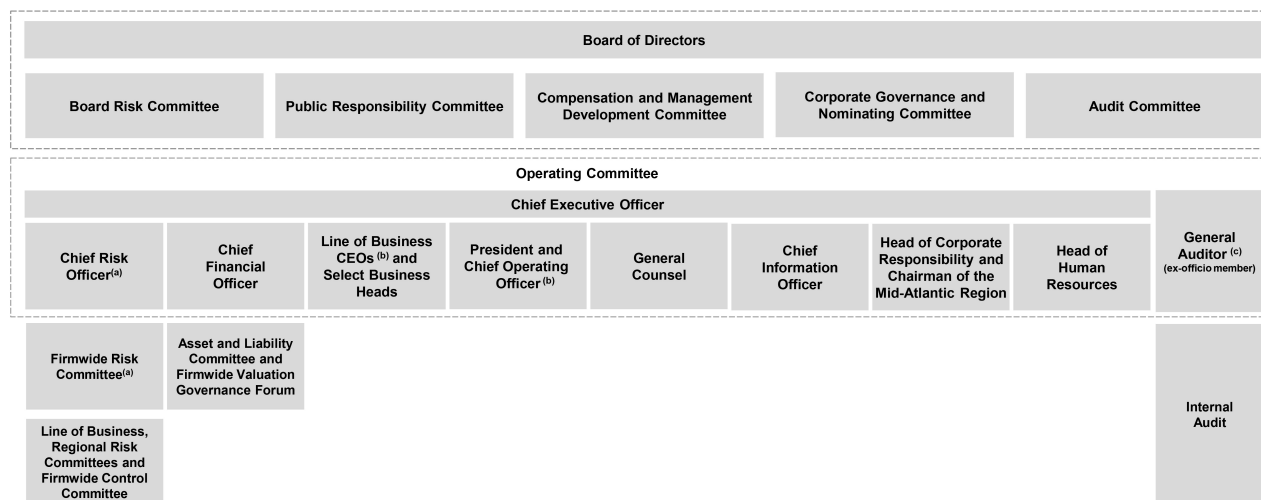 Board of Directors
Board Risk Committee
Public Responsibility Committee
Compensation and Management
Development Committee
Corporate Governance and
Nominating Committee
Audit Committee
Operating Committee
Chief Executive Officer
Chief Risk
Officer(a)
Chief
Financial
Officer
Line of Business
CEOs (b) and
Select Business
Heads
President and
Chief Operating
Officer (b)
General
Counsel
Chief
Information
Officer
Head of Corporate
Responsibility and
Chairman of the
Mid-Atlantic Region
Head of
Human
Resources
General
Auditor (c)
(ex-officio member)
Firmwide Risk
Committee(a)
Asset and Liability
Committee and
Firmwide Valuation
Governance Forum
Internal
Audit
Line of Business,
Regional Risk
Committees and
Firmwide Control
Committee